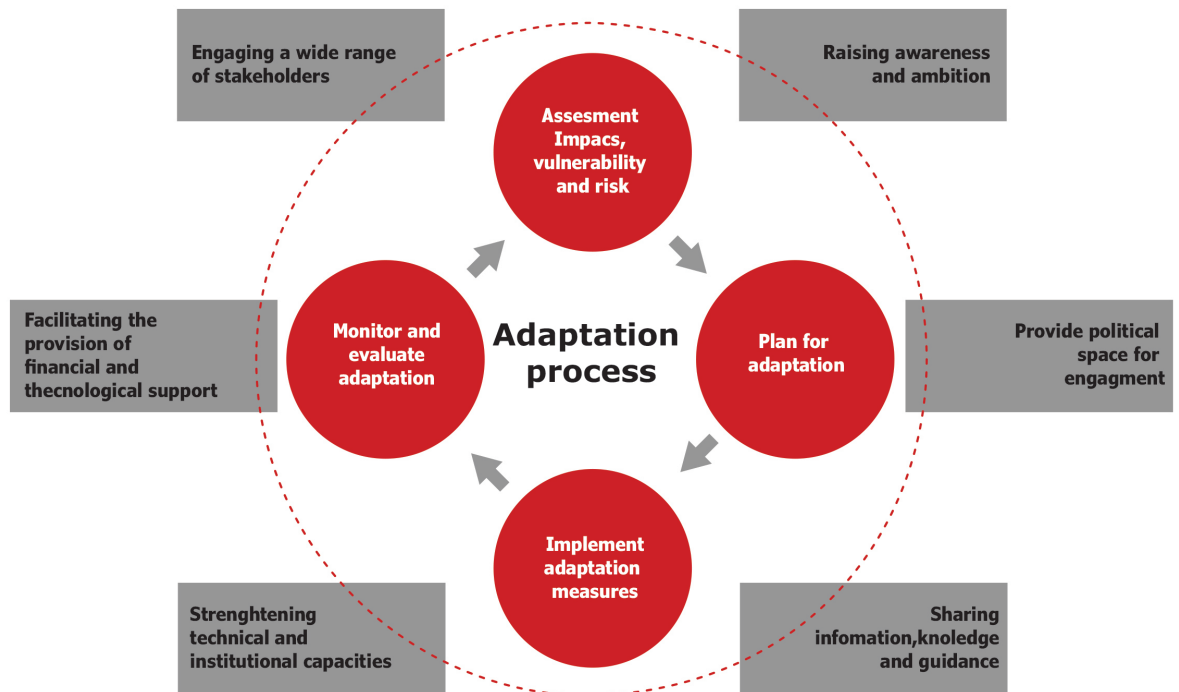 Engaging a wide range
of stakeholders
Raising awareness
and ambition
Assesment
Impacs,
vulnerability
and risk
Facilitating the
provision of
financial and
thecnological support
Monitor and
evaluate
adaptation
Adaptation
process
Plan for
adaptation
Provide political
space for
engagment
Implement
adaptation
measures
Strenghtening
technical and
institutional capacities
Sharing
infomation,knoledge
and guidance